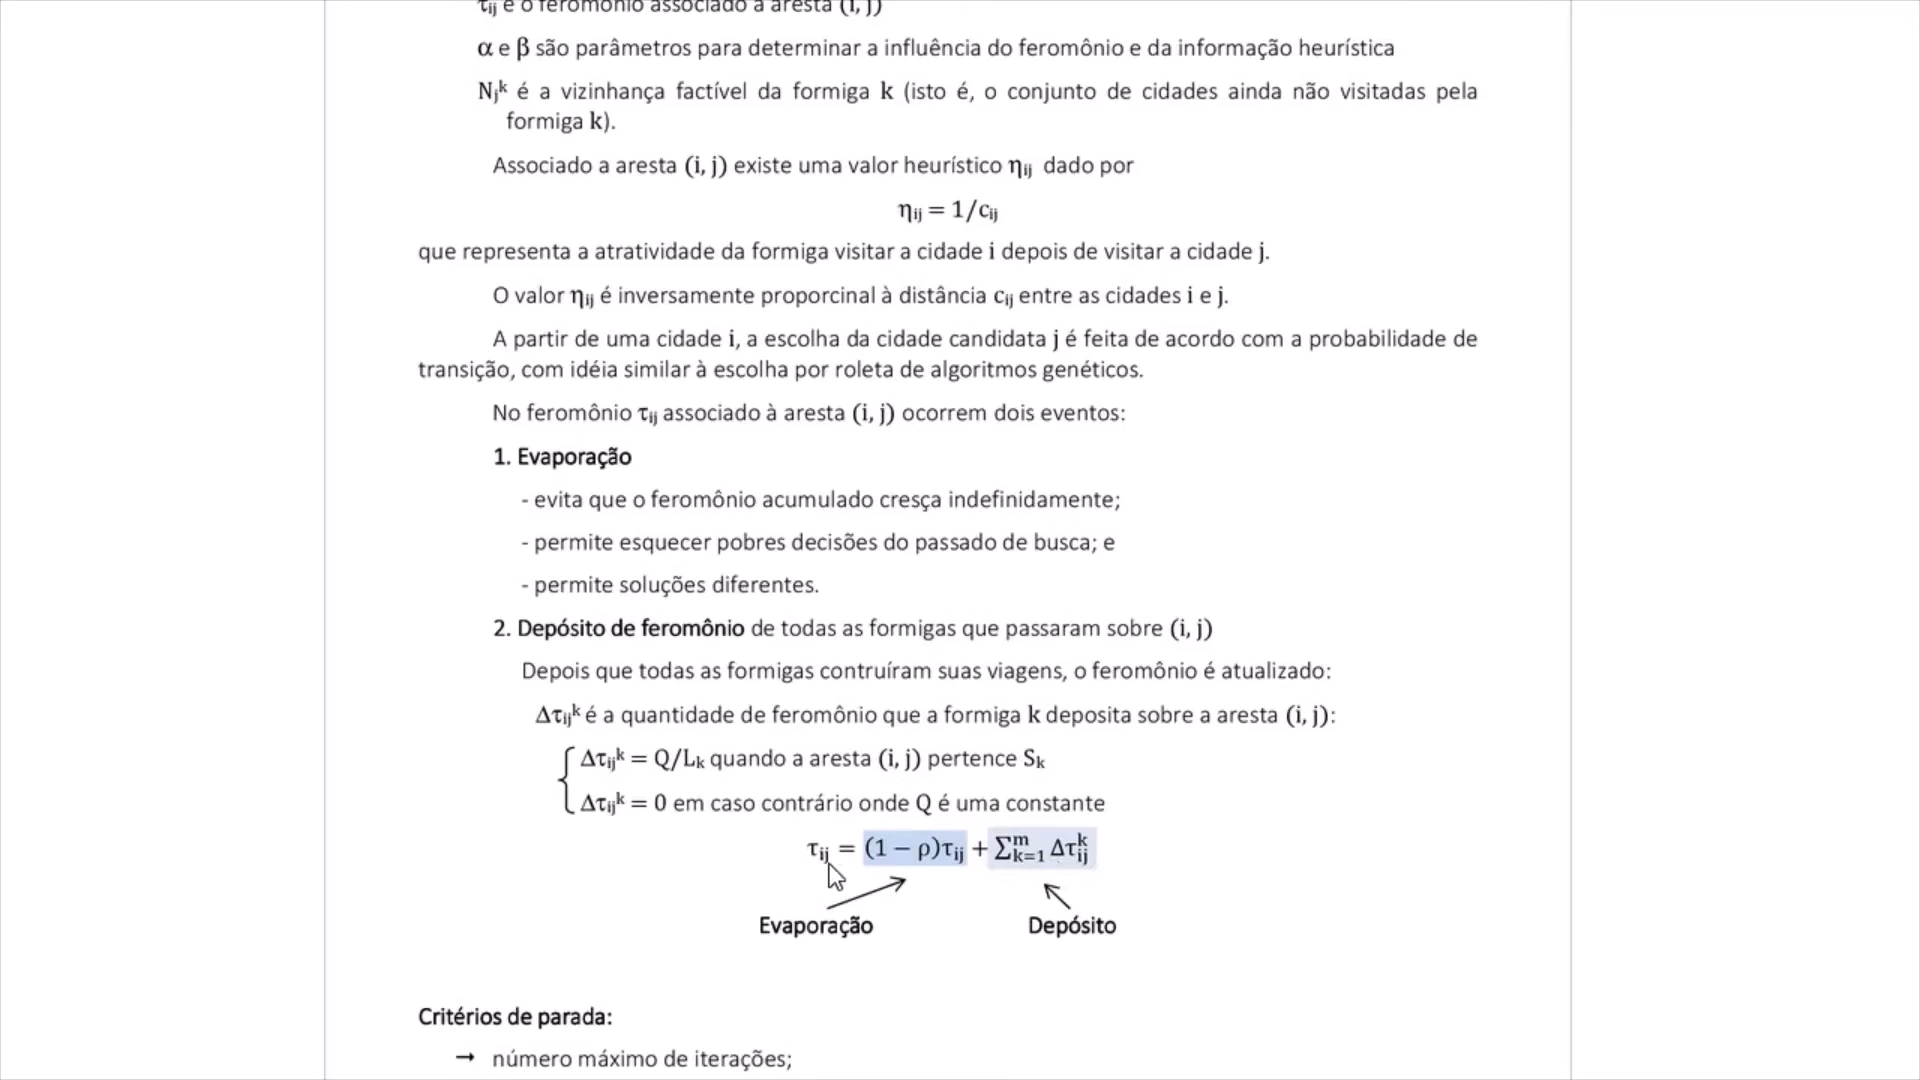 τij é o feromônio associado à aresta (i, j)
α e β são parâmetros para determinar a influência do feromônio e da informação heurística
Njᵏ é a vizinhança factível da formiga k (isto é, o conjunto de cidades ainda não visitadas pela
formiga k).
Associado a aresta (i, j) existe uma valor heurístico ηij dado por
ηij = 1/cij
que representa a atratividade da formiga visitar a cidade i depois de visitar a cidade j.
O valor ηij é inversamente proporcinal à distância cij entre as cidades i e j.
A partir de uma cidade i, a escolha da cidade candidata j é feita de acordo com a probabilidade de
transição, com idéia similar à escolha por roleta de algoritmos genéticos.
No feromônio τij associado à aresta (i, j) ocorrem dois eventos:
1. Evaporação
- evita que o feromônio acumulado cresça indefinidamente;
- permite esquecer pobres decisões do passado de busca; e
- permite soluções diferentes.
2. Depósito de feromônio de todas as formigas que passaram sobre (i, j)
Depois que todas as formigas contruíram suas viagens, o feromônio é atualizado:
Δτijᵏ é a quantidade de feromônio que a formiga k deposita sobre a aresta (i, j):
Δτijᵏ = Q/Lk quando a aresta (i, j) pertence Sk
Δτijᵏ = 0 em caso contrário onde Q é uma constante
τij = (1 − ρ)τij + ∑ᵐk=1 Δτᵏij
Evaporação Depósito
Critérios de parada:
→ número máximo de iterações;